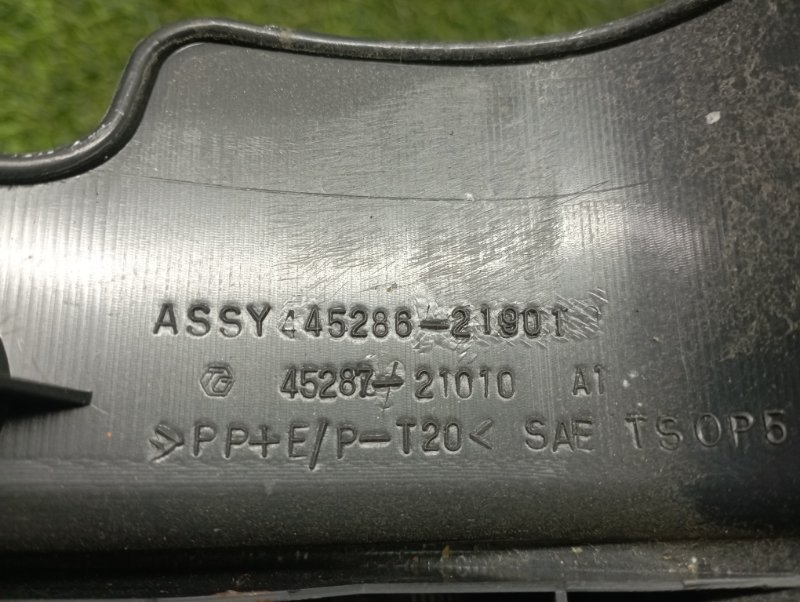 ASSY 45286-21901
45287-21010 A1
>PP+E/P-T20< SAE TSOP5